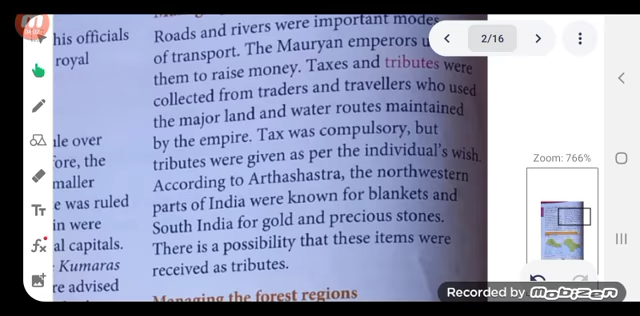 his officials
royal
le over
ore, the
maller
e was ruled
in were
al capitals.
Kumaras
re advised
Roads and rivers were important modes
of transport. The Mauryan emperors u
them to raise money. Taxes and tributes were
collected from traders and travellers who used
the major land and water routes maintained
by the empire. Tax was compulsory, but
tributes were given as per the individual's wish.
According to Arthashastra, the northwestern
parts of India were known for blankets and
South India for gold and precious stones.
There is a possibility that these items were
received as tributes.
Managing the forest regions
2/16
Zoom: 766%
Tт
fx
Recorded by Mobizen